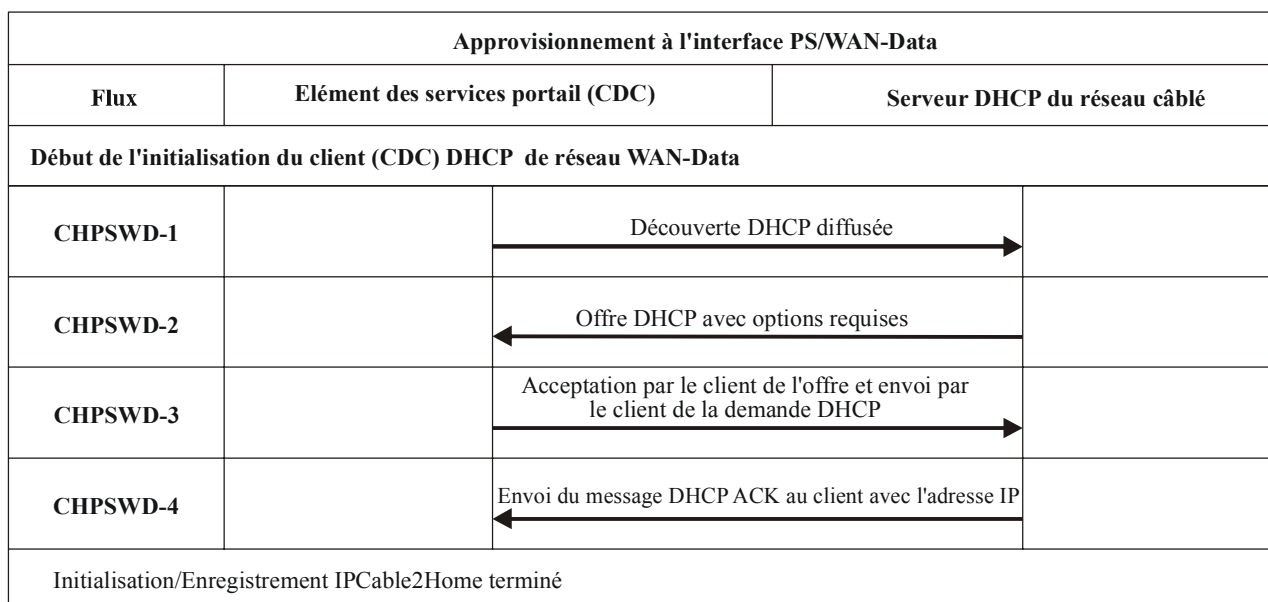 Approvisionnement à l'interface PS/WAN-Data
Flux
Elément des services portail (CDC)
Serveur DHCP du réseau câblé
Début de l'initialisation du client (CDC) DHCP de réseau WAN-Data
CHPSWD-1
Découverte DHCP diffusée
CHPSWD-2
Offre DHCP avec options requises
CHPSWD-3
Acceptation par le client de l'offre et envoi par
le client de la demande DHCP
CHPSWD-4
Envoi du message DHCP ACK au client avec l'adresse IP
Initialisation/Enregistrement IPCable2Home terminé